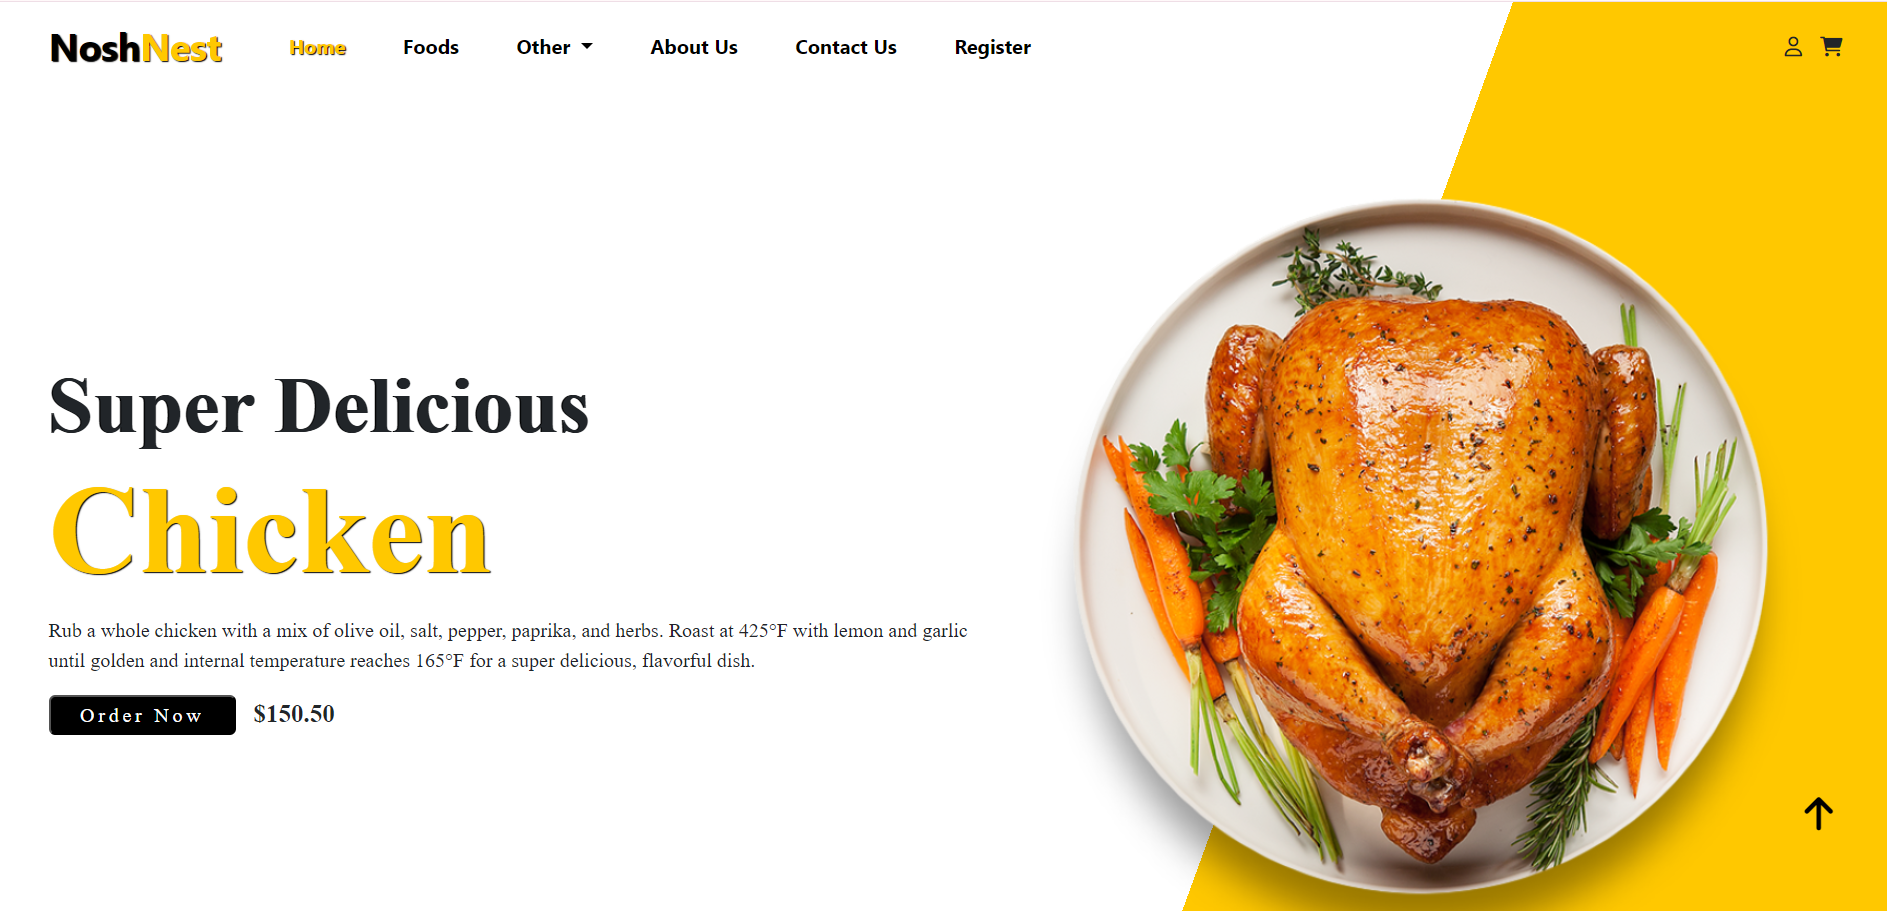 NoshNest Home Foods Other About Us Contact Us Register
Super Delicious
Chicken
Rub a whole chicken with a mix of olive oil, salt, pepper, paprika, and herbs. Roast at 425°F with lemon and garlic
until golden and internal temperature reaches 165°F for a super delicious, flavorful dish.
Order Now $150.50